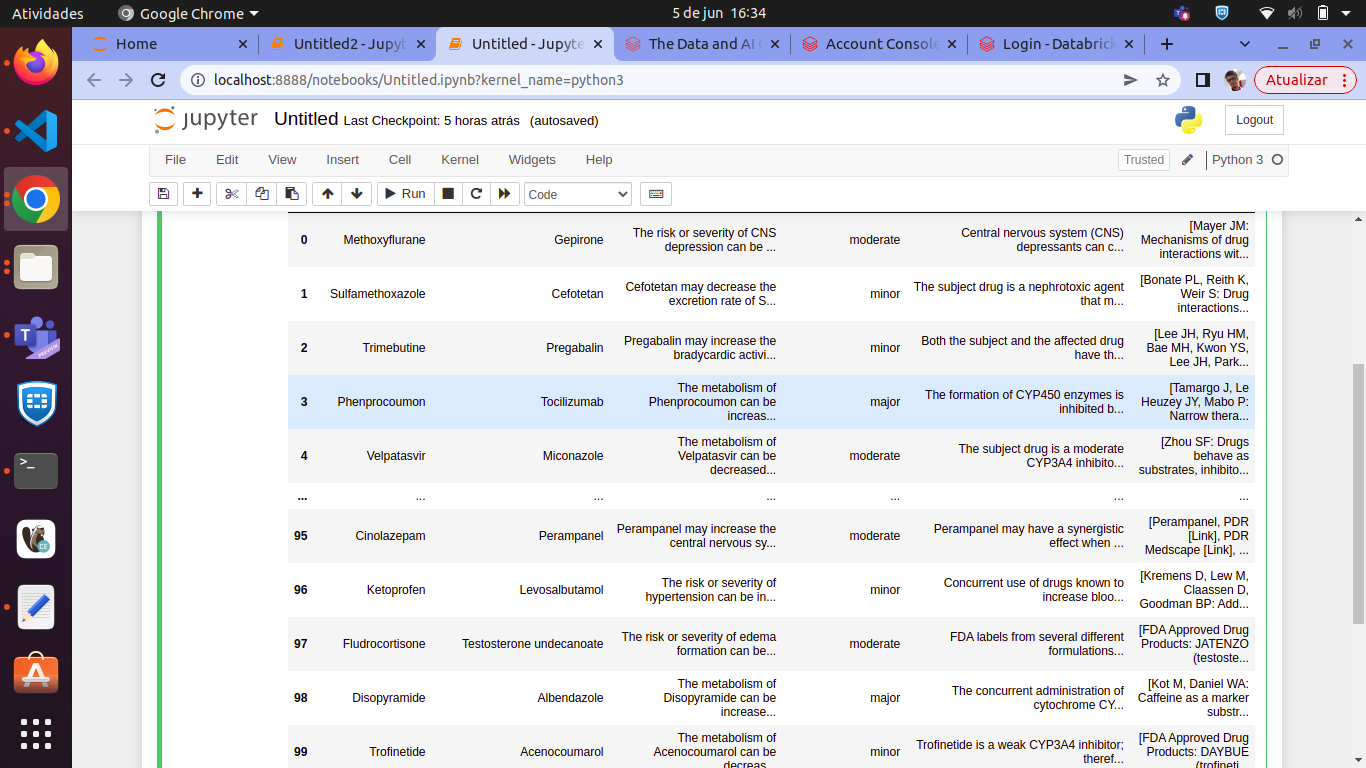 Atividades
Google Chrome
5 de jun 16:34
Home
Untitled2 - Jupyt
Untitled - Jupyte
The Data and AI
Account Console
Login - Databrick
localhost:8888/notebooks/Untitled.ipynb?kernel_name=python3
Atualizar
jupyter Untitled Last Checkpoint: 5 horas atrás (autosaved)
Logout
File Edit View Insert Cell Kernel Widgets Help
Trusted
Python 3
Run
Code
0 Methoxyflurane Gepirone The risk or severity of CNS moderate Central nervous system (CNS) [Mayer JM:
depression can be ... depressants can c... Mechanisms of drug
interactions wit...
1 Sulfamethoxazole Cefotetan Cefotetan may decrease the minor The subject drug is a nephrotoxic agent [Bonate PL, Reith K,
excretion rate of S... that m... Weir S: Drug
interactions...
2 Trimebutine Pregabalin Pregabalin may increase the minor Both the subject and the affected drug [Lee JH, Ryu HM,
bradycardic activi... have th... Bae MH, Kwon YS,
Lee JH, Park...
3 Phenprocoumon Tocilizumab The metabolism of major The formation of CYP450 enzymes is [Tamargo J, Le
Phenprocoumon can be inhibited b... Heuzey JY, Mabo P:
increas... Narrow thera...
4 Velpatasvir Miconazole The metabolism of moderate The subject drug is a moderate [Zhou SF: Drugs
Velpatasvir can be CYP3A4 inhibito... behave as
decreased... substrates, inhibito...
... ... ... ... ... ... ...
95 Cinolazepam Perampanel Perampanel may increase the moderate Perampanel may have a synergistic [Perampanel, PDR
central nervous sy... effect when ... [Link], PDR
Medscape [Link], ...
96 Ketoprofen Levosalbutamol The risk or severity of minor Concurrent use of drugs known to [Kremens D, Lew M,
hypertension can be in... increase bloo... Claassen D,
Goodman BP: Add...
97 Fludrocortisone Testosterone undecanoate The risk or severity of edema moderate FDA labels from several different [FDA Approved Drug
formation can be... formulations... Products: JATENZO
(testoste...
98 Disopyramide Albendazole The metabolism of major The concurrent administration of [Kot M, Daniel WA:
Disopyramide can be cytochrome CY... Caffeine as a marker
increase... substr...
99 Trofinetide Acenocoumarol The metabolism of minor Trofinetide is a weak CYP3A4 inhibitor; [FDA Approved Drug
Acenocoumarol can be theref... Products: DAYBUE
decreas... (trofineti...